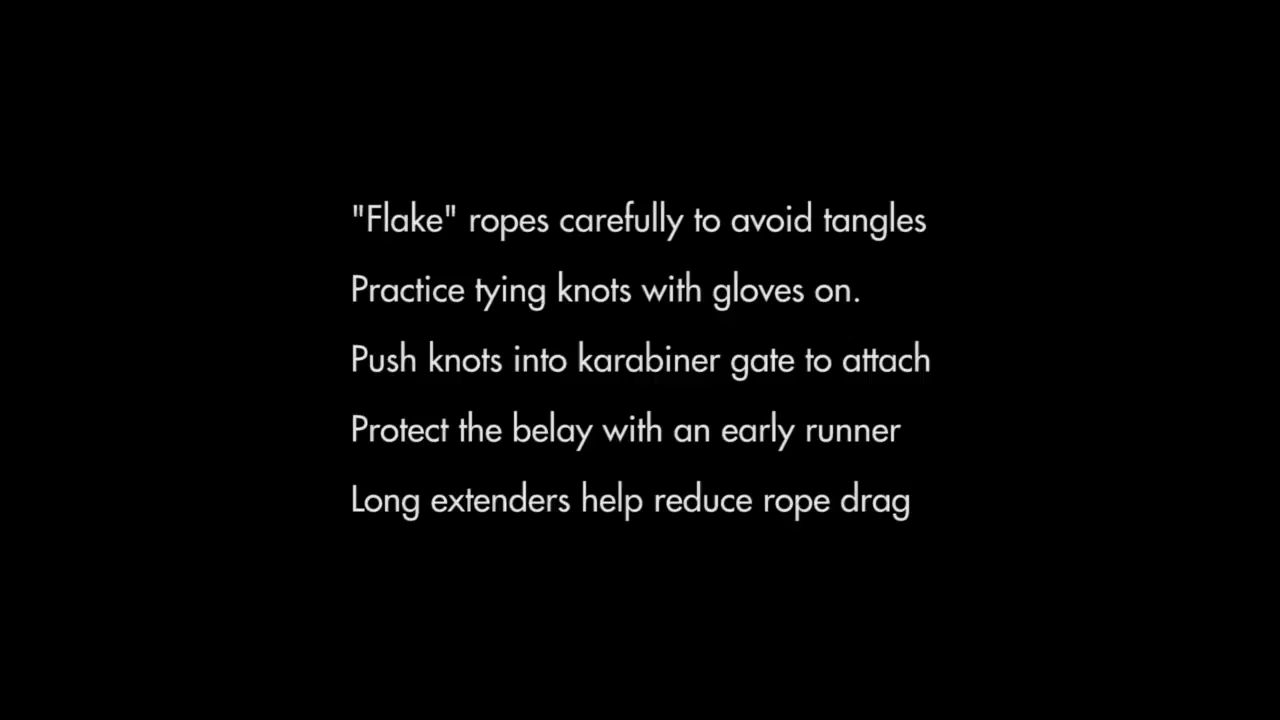 "Flake" ropes carefully to avoid tangles
Practice tying knots with gloves on.
Push knots into karabiner gate to attach
Protect the belay with an early runner
Long extenders help reduce rope drag